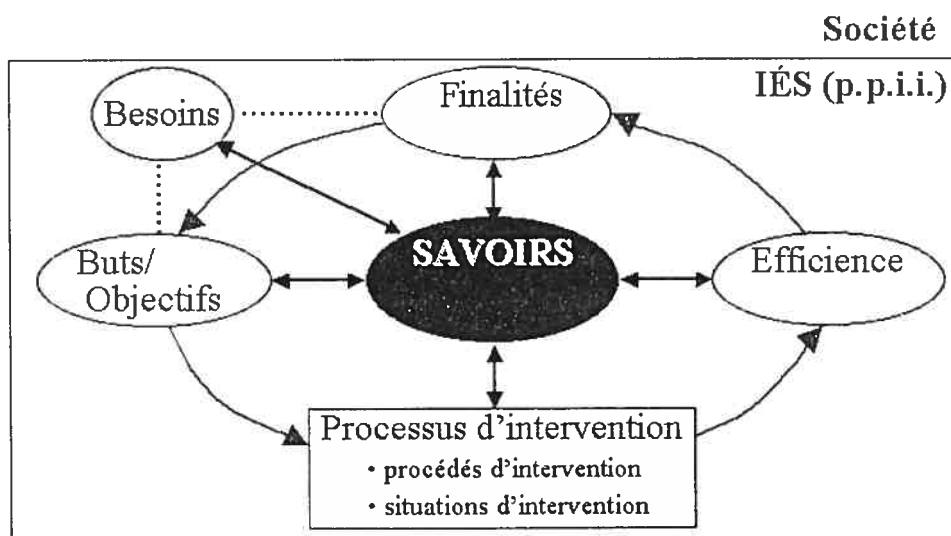 Société
IÉS (p.p.i.i.)
Besoins
Finalités
SAVOIRS
Buts/
Objectifs
Efficience
Processus d'intervention
• procédés d'intervention
• situations d'intervention